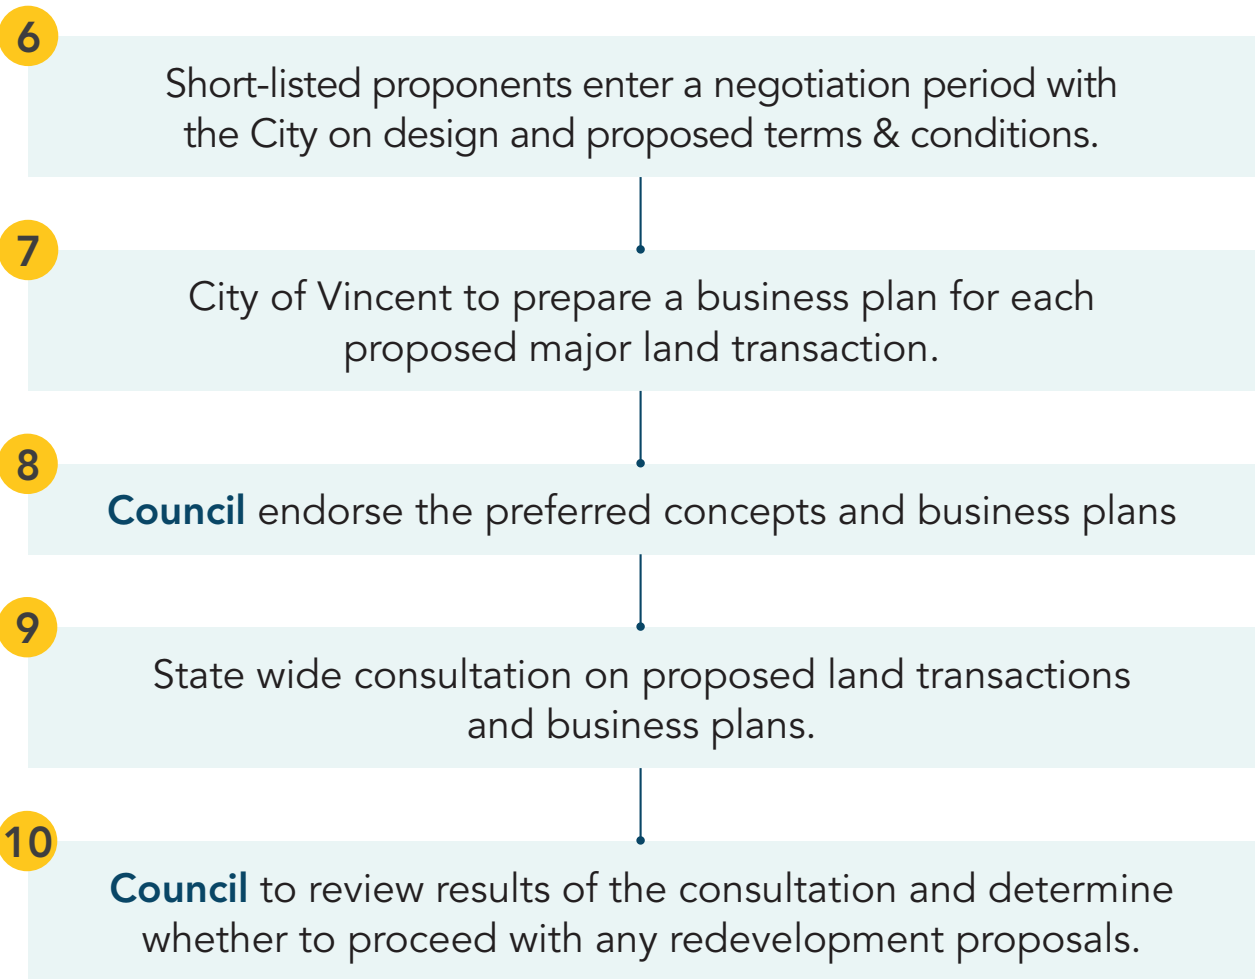 6
Short-listed proponents enter a negotiation period with
the City on design and proposed terms & conditions.
7
City of Vincent to prepare a business plan for each
proposed major land transaction.
8
Council endorse the preferred concepts and business plans
9
State wide consultation on proposed land transactions
and business plans.
10
Council to review results of the consultation and determine
whether to proceed with any redevelopment proposals.